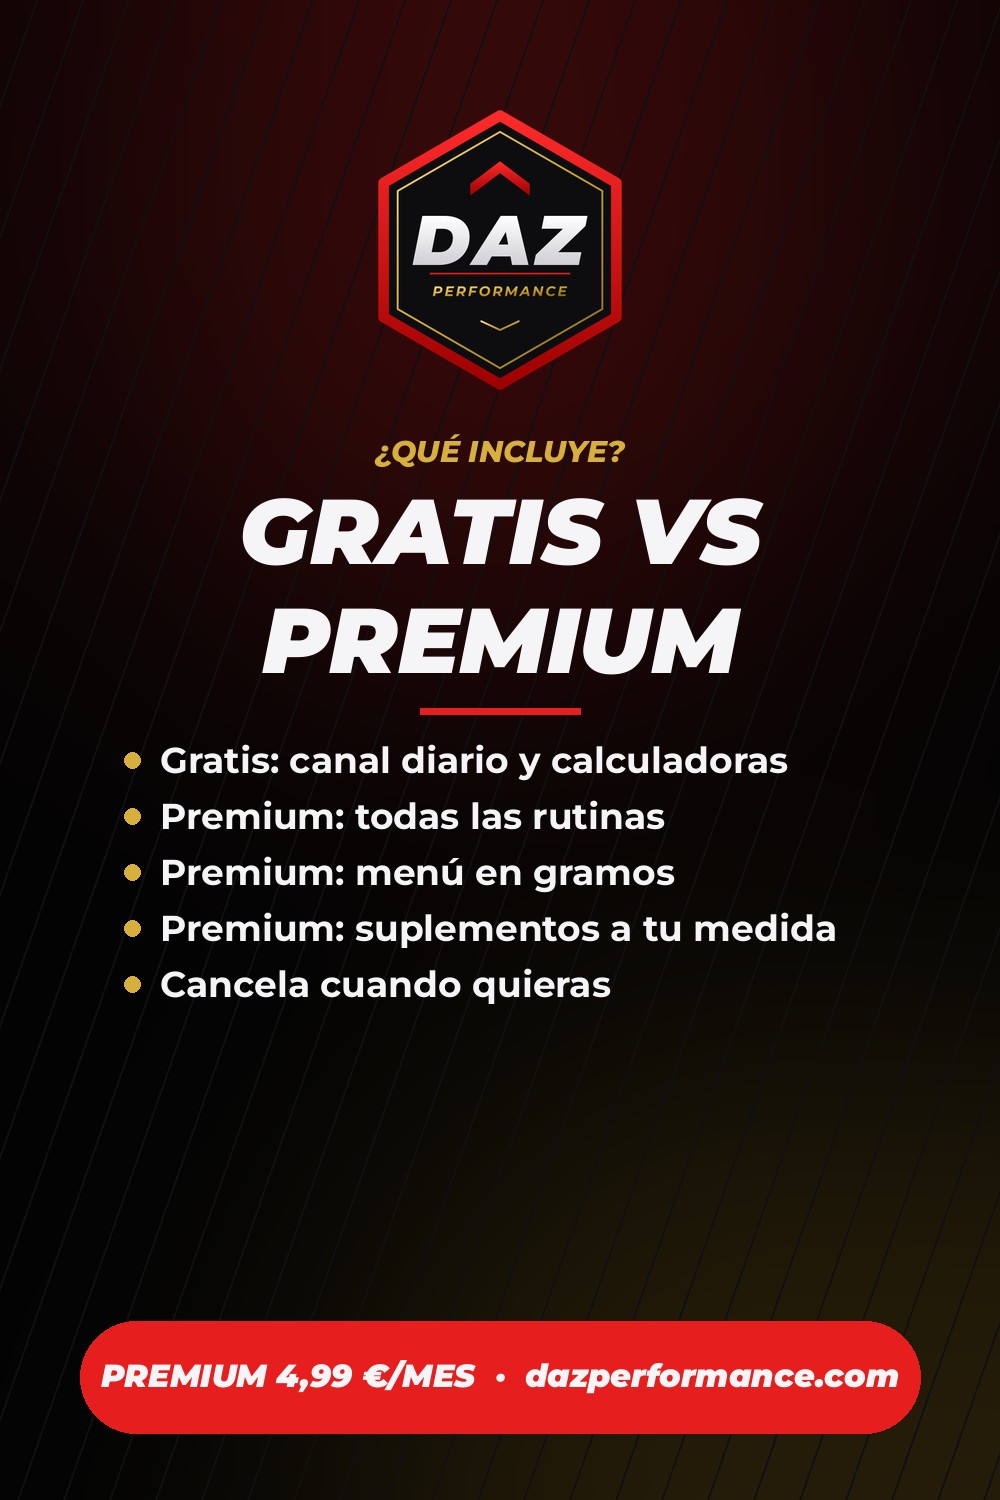 DAZ
PERFORMANCE
¿QUÉ INCLUYE?
GRATIS VS
PREMIUM
Gratis: canal diario y calculadoras
Premium: todas las rutinas
Premium: menú en gramos
Premium: suplementos a tu medida
Cancela cuando quieras
PREMIUM 4,99 €/MES · dazperformance.com